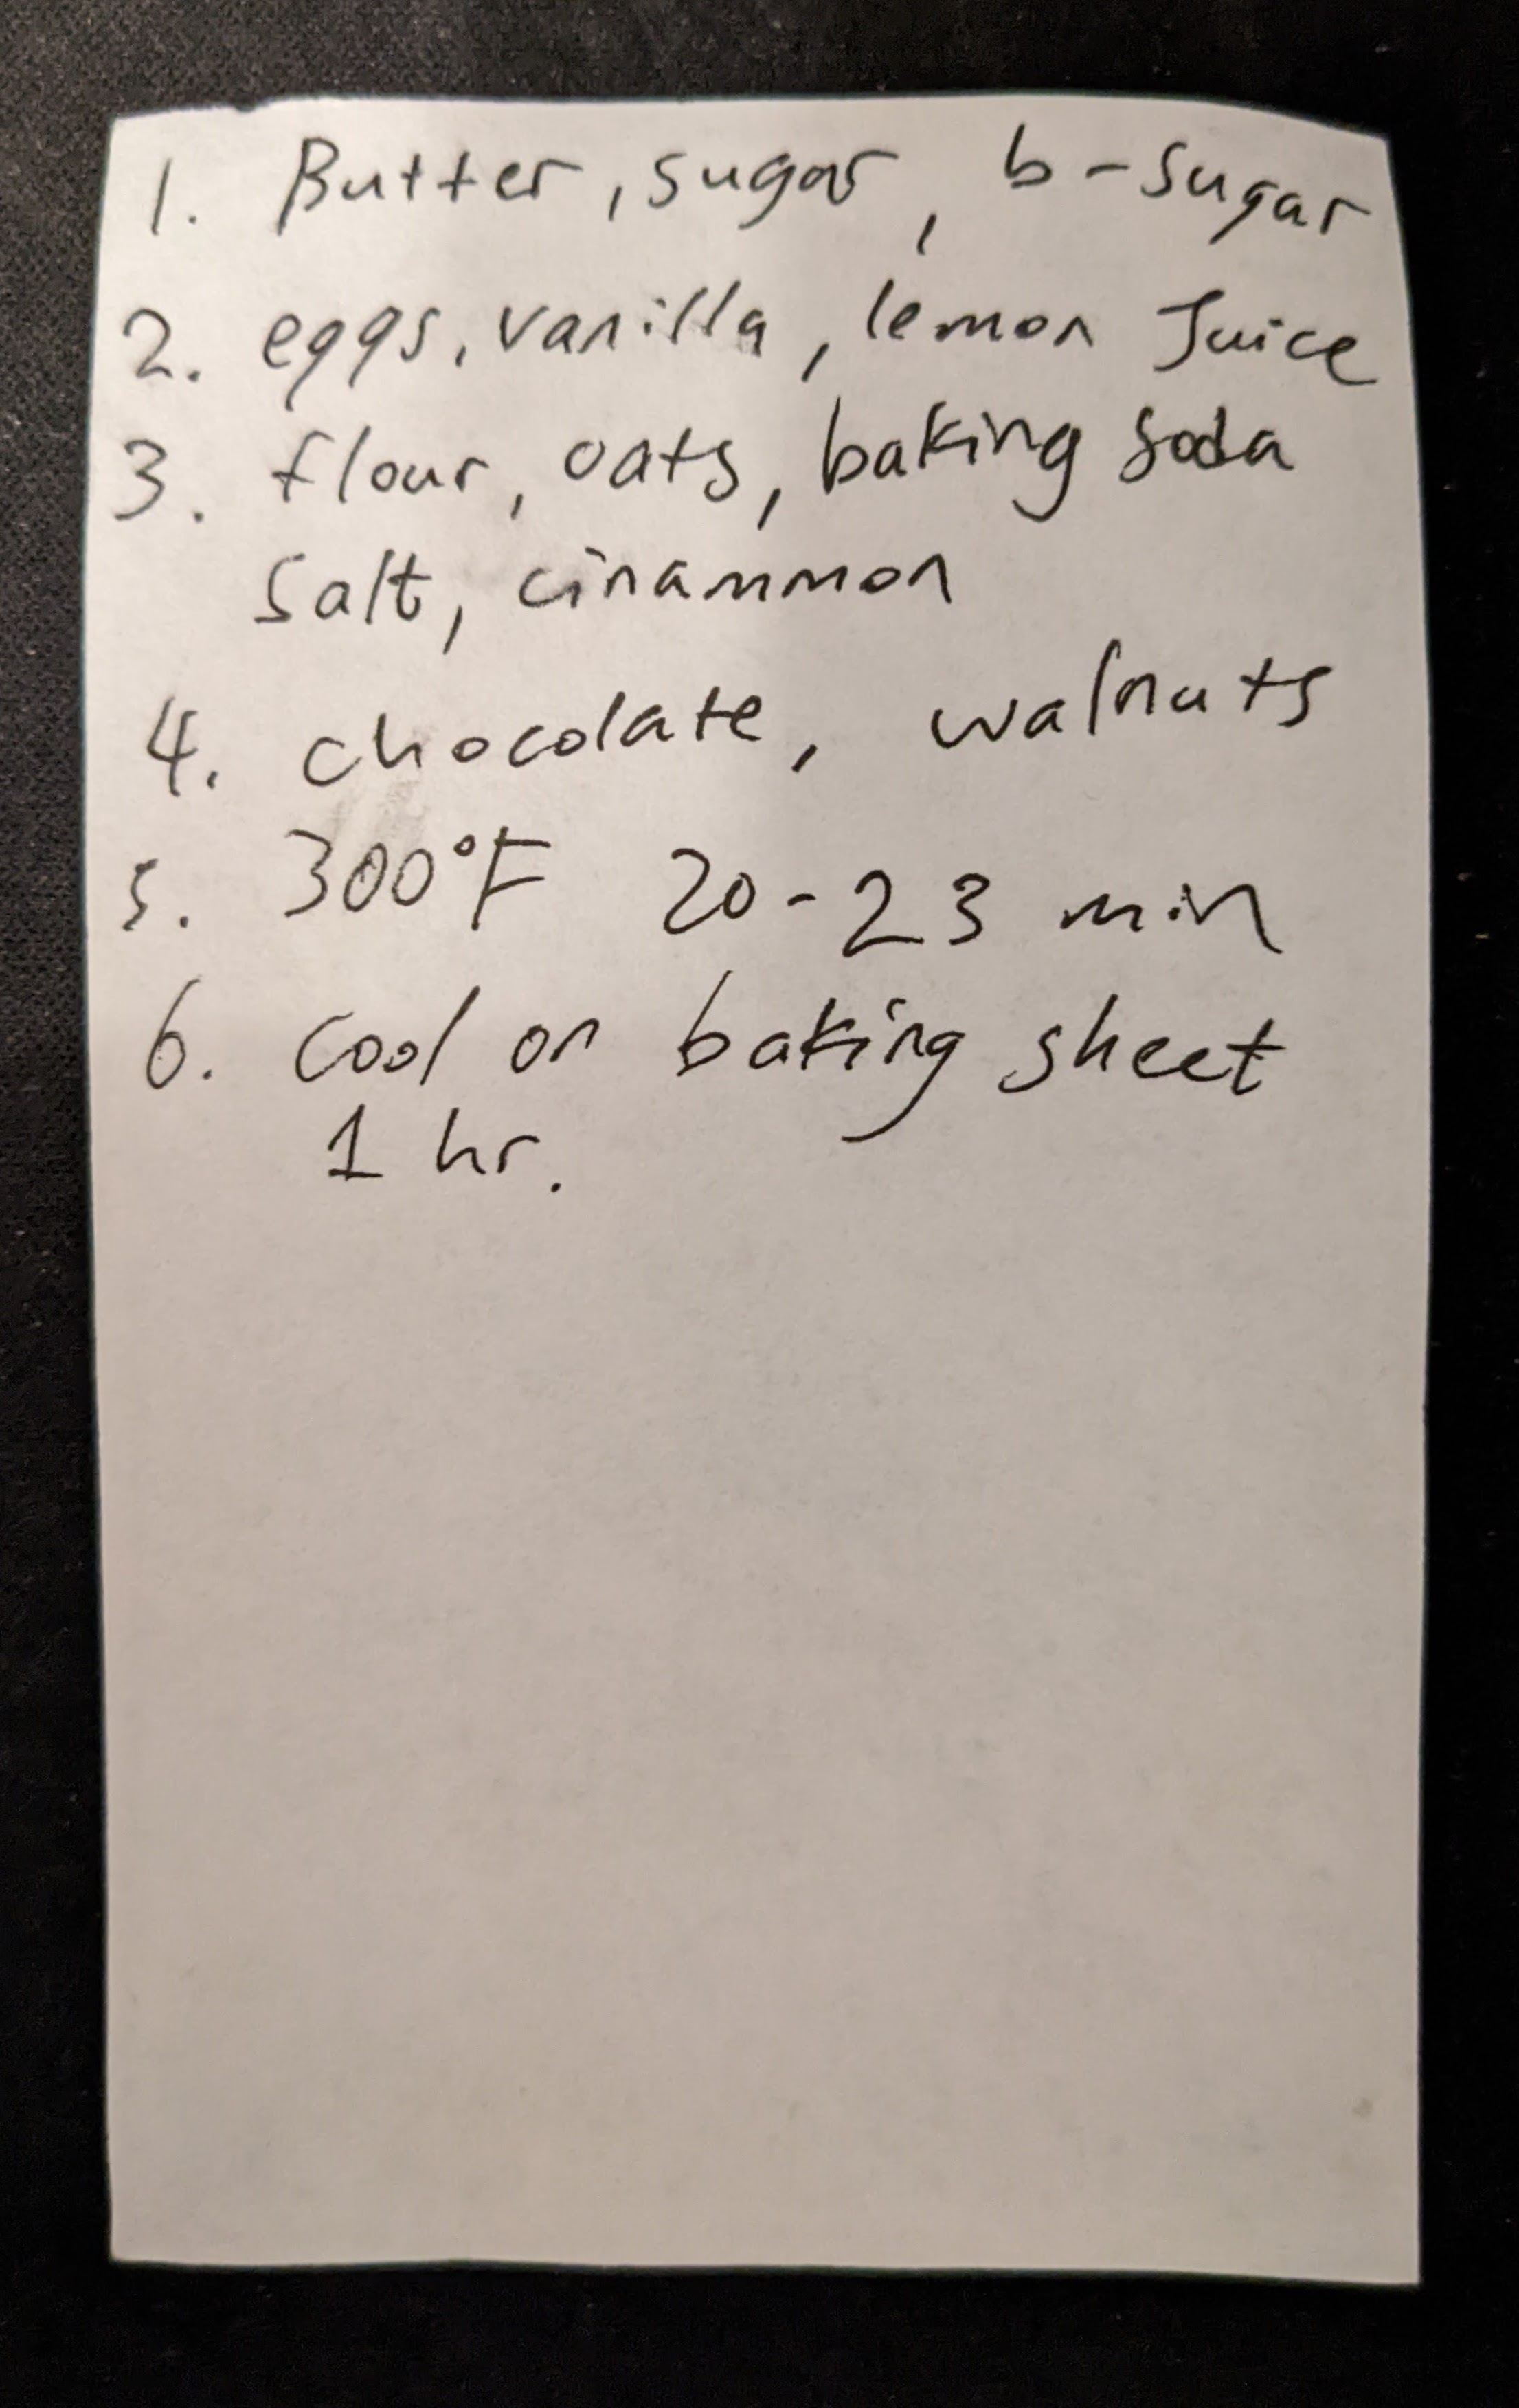 1. Butter, sugar, b-sugar
2. eggs, vanilla, lemon Juice
3. flour, oats, baking soda
salt, cinammon
4. chocolate, walnuts
5. 300°F 20-23 min
6. cool on baking sheet
1 hr.